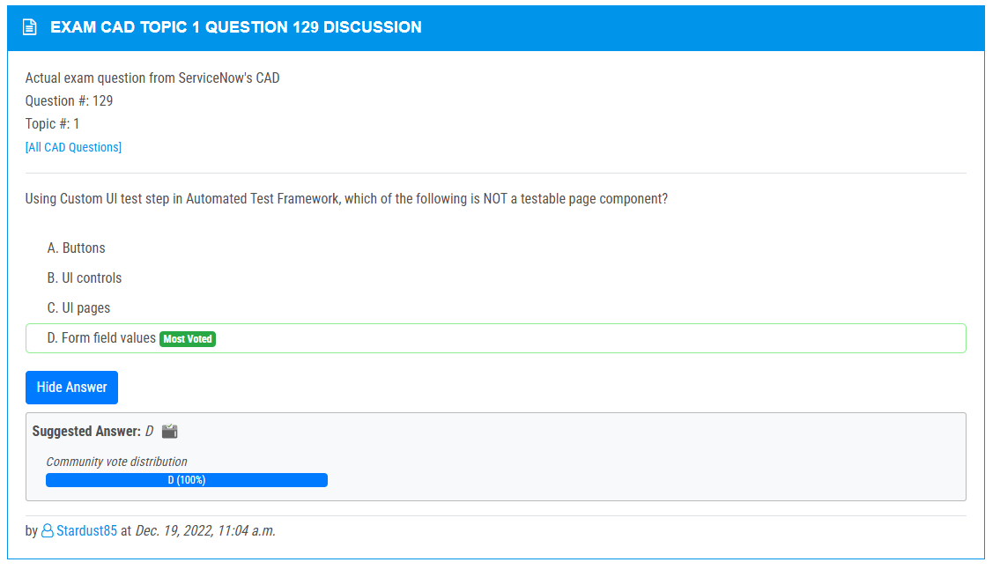 EXAM CAD TOPIC 1 QUESTION 129 DISCUSSION
Actual exam question from ServiceNow's CAD
Question #: 129
Topic #: 1
[All CAD Questions]
Using Custom UI test step in Automated Test Framework, which of the following is NOT a testable page component?
A. Buttons
B. UI controls
C. UI pages
D. Form field values Most Voted
Hide Answer
Suggested Answer: D
Community vote distribution
D (100%)
by Stardust85 at Dec. 19, 2022, 11:04 a.m.